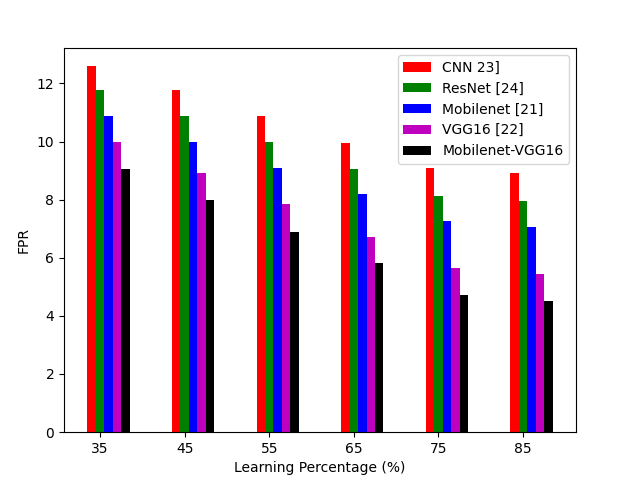 12
10
8
6
4
2
0
FPR
CNN 23]
ResNet [24]
Mobilenet [21]
VGG16 [22]
Mobilenet-VGG16
35 45 55 65 75 85
Learning Percentage (%)